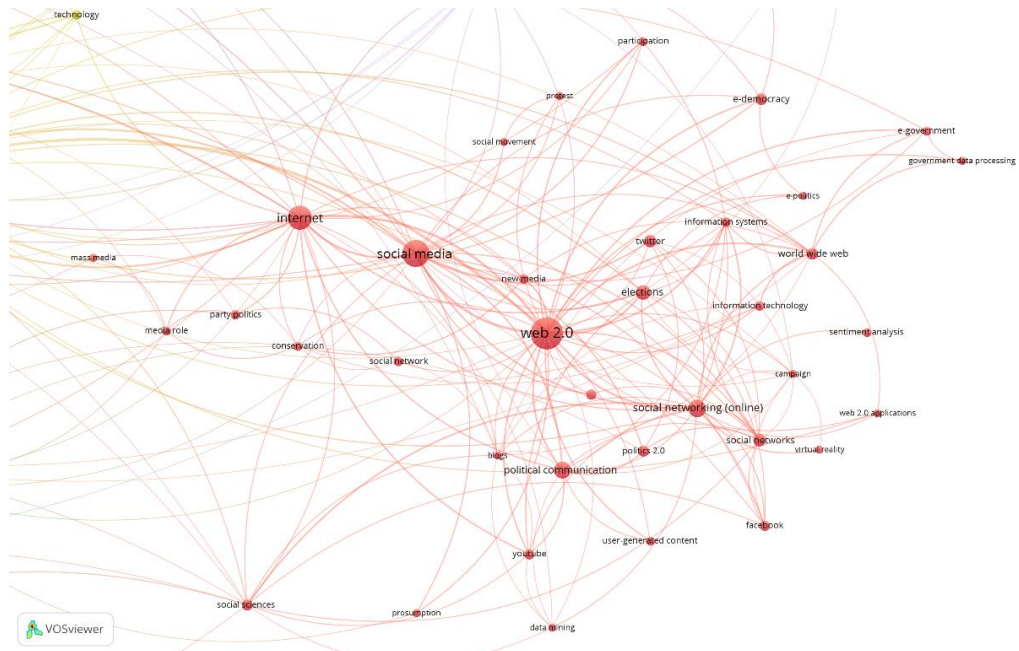 technology
participation
protest
e-democracy
e-government
social movement
government data processing
e-politics
internet
information systems
twitter
social media
world wide web
mass media
new media
elections
information technology
party politics
media role
web 2.0
sentiment analysis
conservation
social network
campaign
social networking (online)
web 2.0 applications
social networks
politics 2.0
virtual reality
blogs
political communication
facebook
user-generated content
youtube
social sciences
prosumption
data mining
VOSviewer